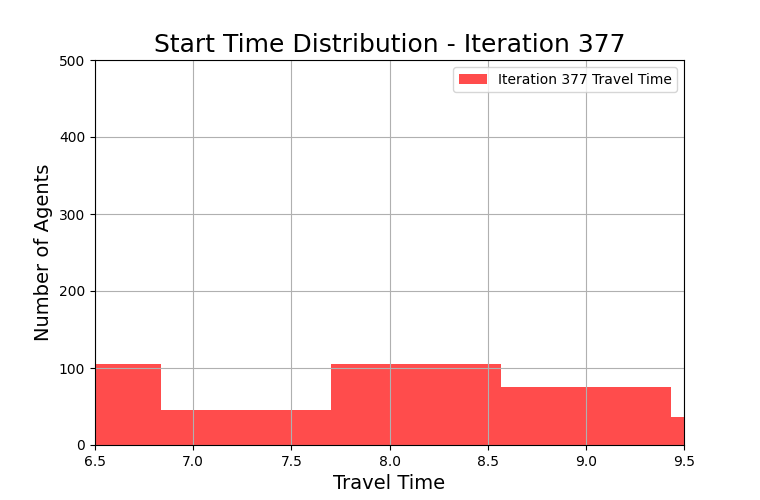 Start Time Distribution - Iteration 377
Iteration 377 Travel Time
Number of Agents
500
400
300
200
100
0
6.5 7.0 7.5 8.0 8.5 9.0 9.5
Travel Time